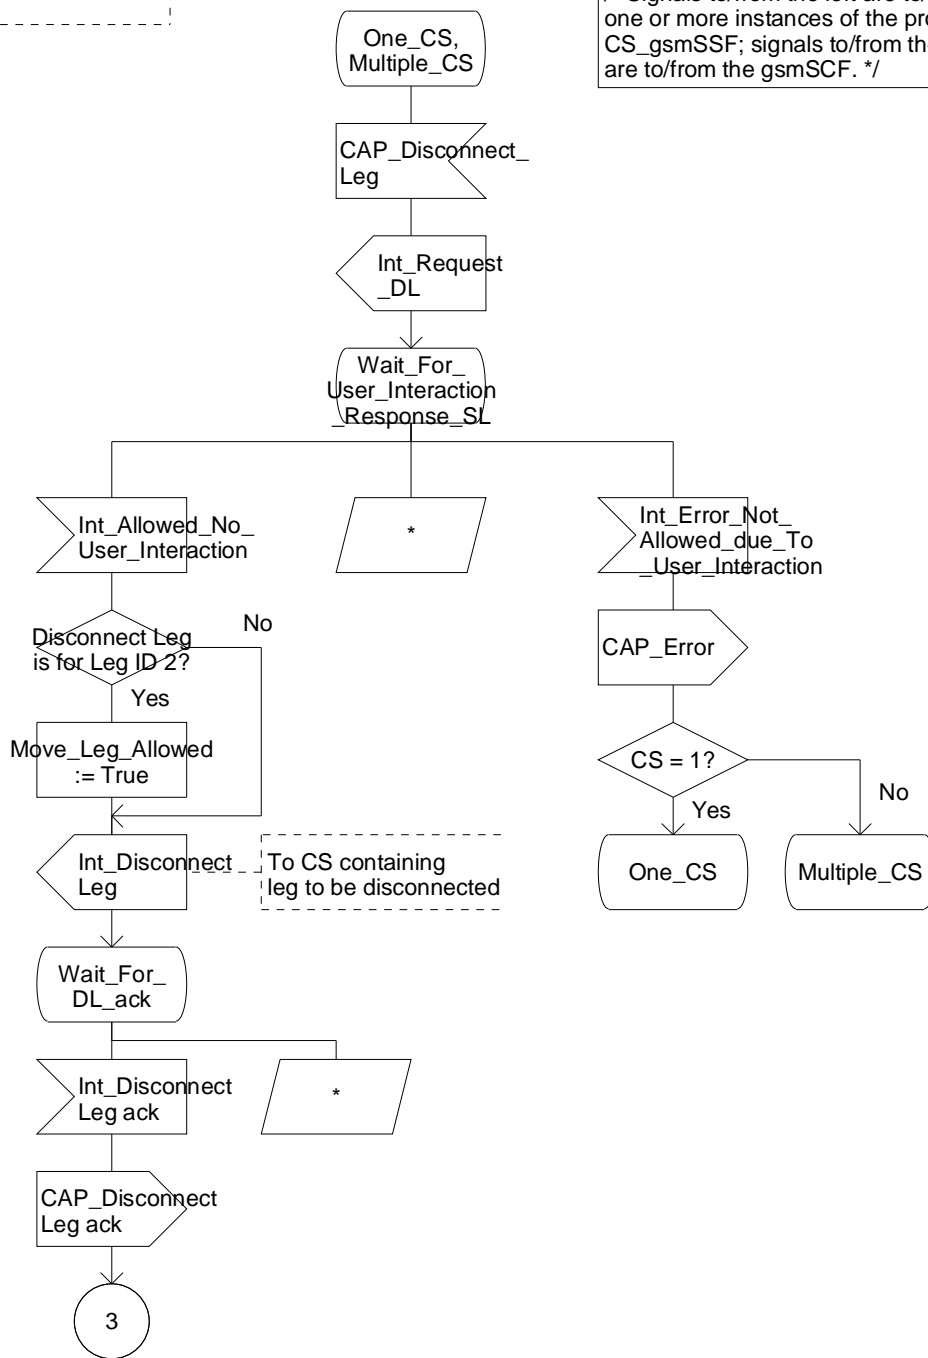 one or more instances of the
CS_gsmSSF; signals to/from
are to/from the gsmSCF. */
One_CS,
Multiple_CS
CAP_Disconnect_
Leg
Int_Request
_DL
Wait_For_
User_Interaction
_Response_SL
Int_Allowed_No_
User_Interaction
*
Int_Error_Not_
Allowed_due_To
_User_Interaction
Disconnect Leg
is for Leg ID 2?
No
Yes
CAP_Error
Move_Leg_Allowed
:= True
CS = 1?
No
Yes
Int_Disconnect
Leg
To CS containing
leg to be disconnected
One_CS
Multiple_CS
Wait_For_
DL_ack
Int_Disconnect
Leg ack
*
CAP_Disconnect
Leg ack
3